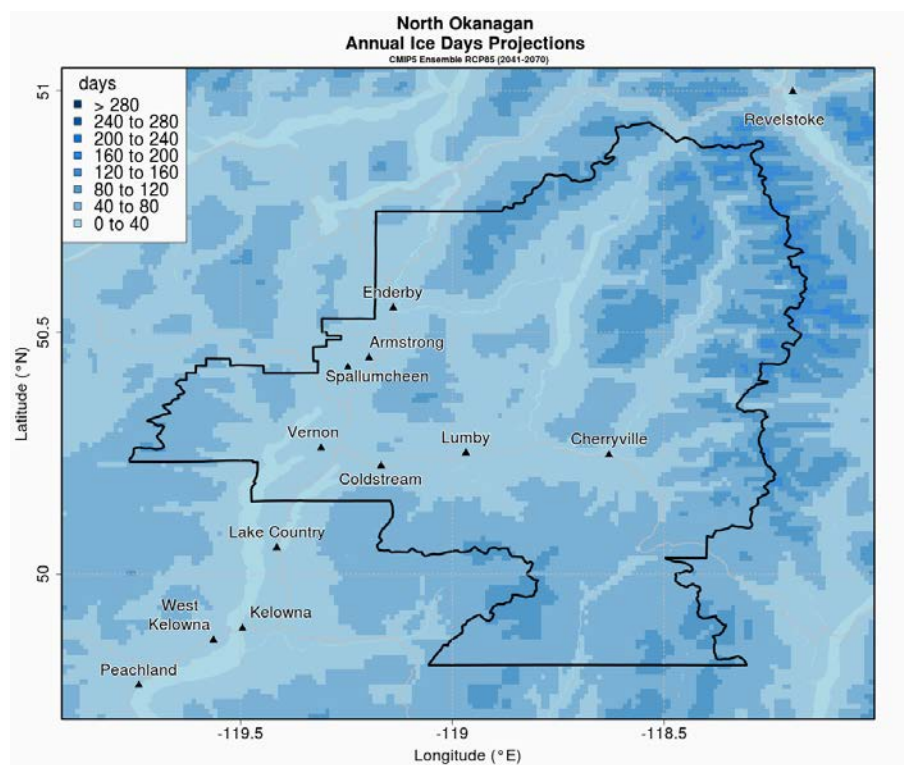 North Okanagan
Annual Ice Days Projections
CMIP5 Ensemble RCP85 (2041-2070)
days
> 280
240 to 280
200 to 240
160 to 200
120 to 160
80 to 120
40 to 80
0 to 40
51
50.5
50
Latitude (°N)
Revelstoke
Enderby
Armstrong
Spallumcheen
Vernon
Lumby
Cherryville
Coldstream
Lake Country
West
Kelowna
Kelowna
Peachland
-119.5
-119
-118.5
Longitude (°E)